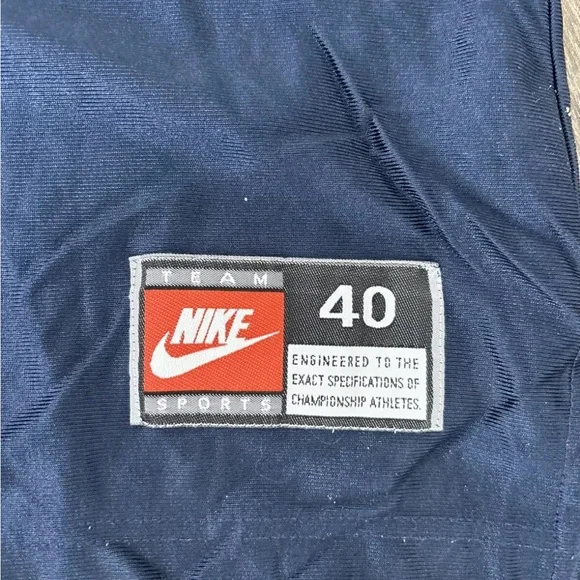 TEAM
NIKE
SPORTS
40
ENGINEERED TO THE
EXACT SPECIFICATIONS OF
CHAMPIONSHIP ATHLETES.